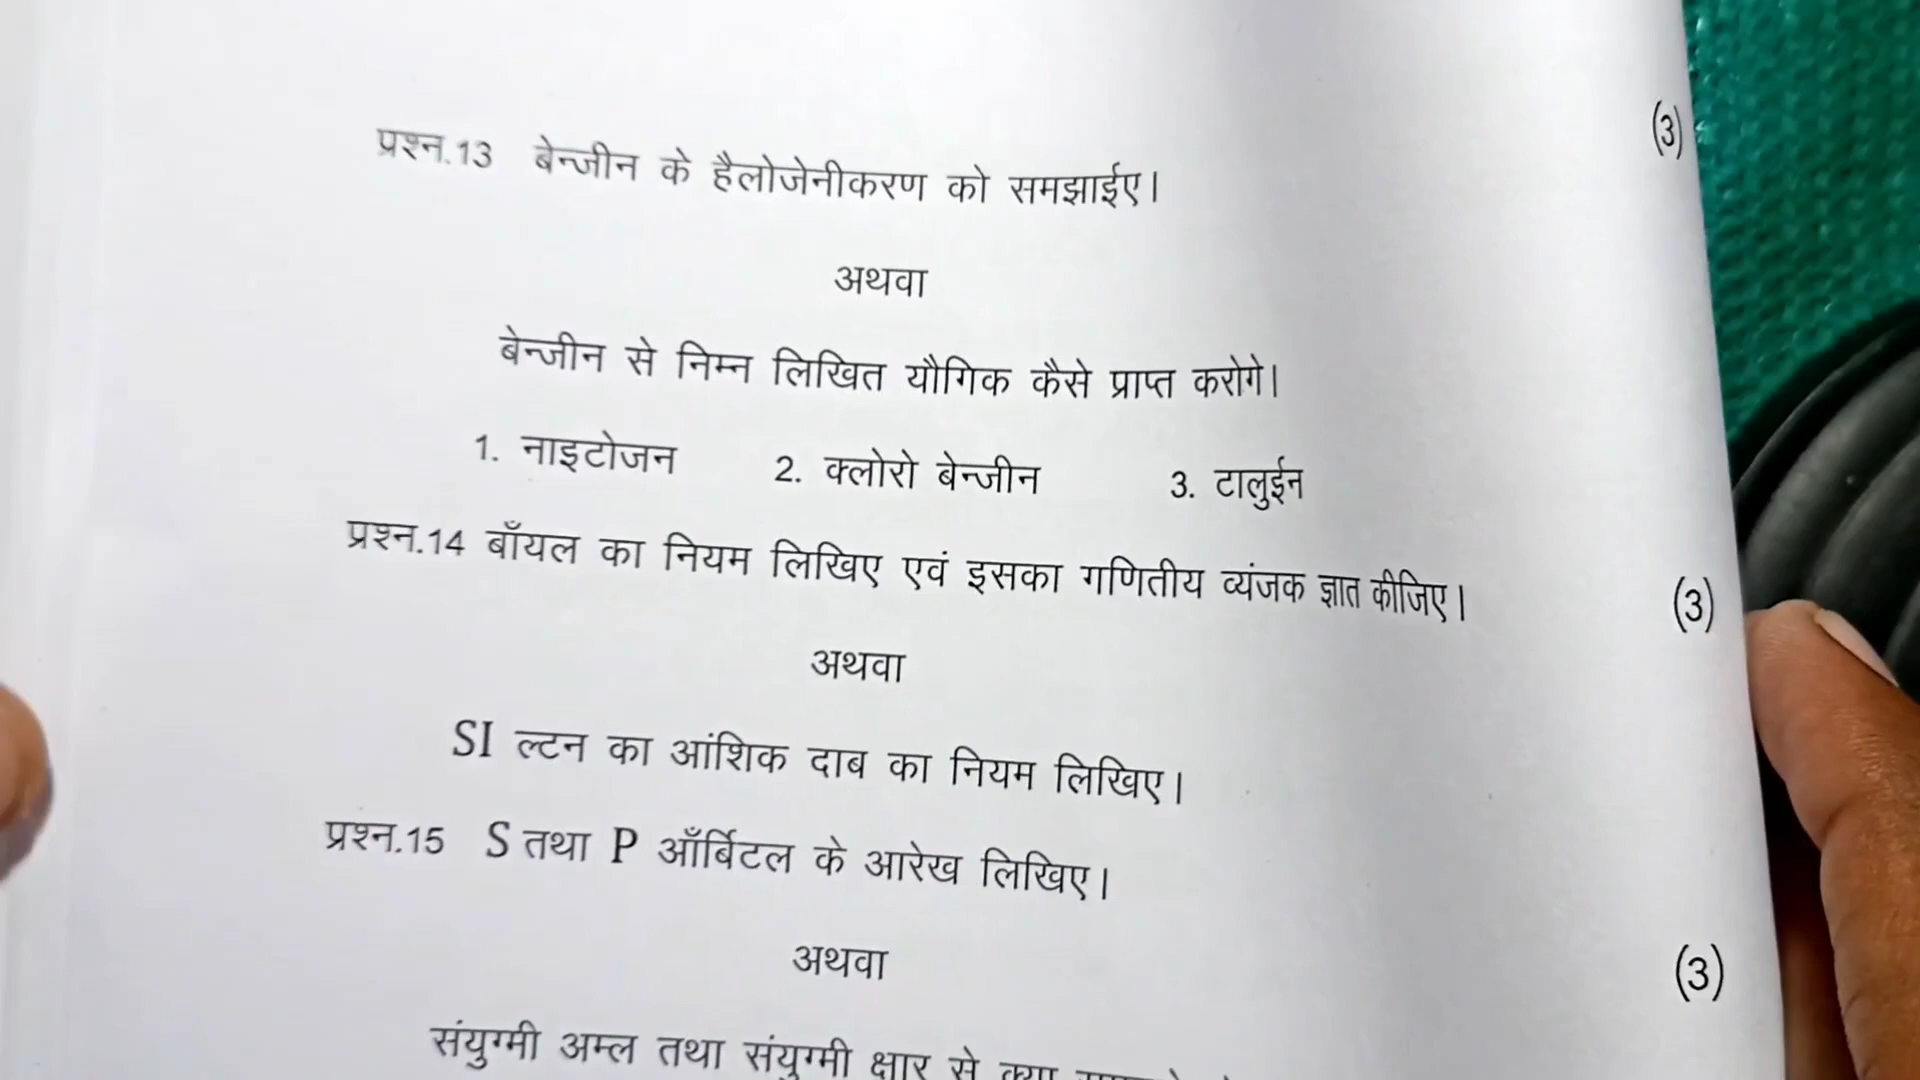 (3)
प्रश्न.13 बेन्जीन के हैलोजेनीकरण को समझाईए।
अथवा
बेन्जीन से निम्न लिखित यौगिक कैसे प्राप्त करोगे।
1. नाइटोजन 2. क्लोरो बेन्जीन 3. टालुईन
प्रश्न.14 बाँयल का नियम लिखिए एवं इसका गणितीय व्यंजक ज्ञात कीजिए। (3)
अथवा
SI ल्टन का आंशिक दाब का नियम लिखिए।
प्रश्न.15 S तथा P ऑंर्बिटल के आरेख लिखिए।
अथवा (3)
संयुग्मी अम्ल तथा संयुग्मी क्षार से क्या